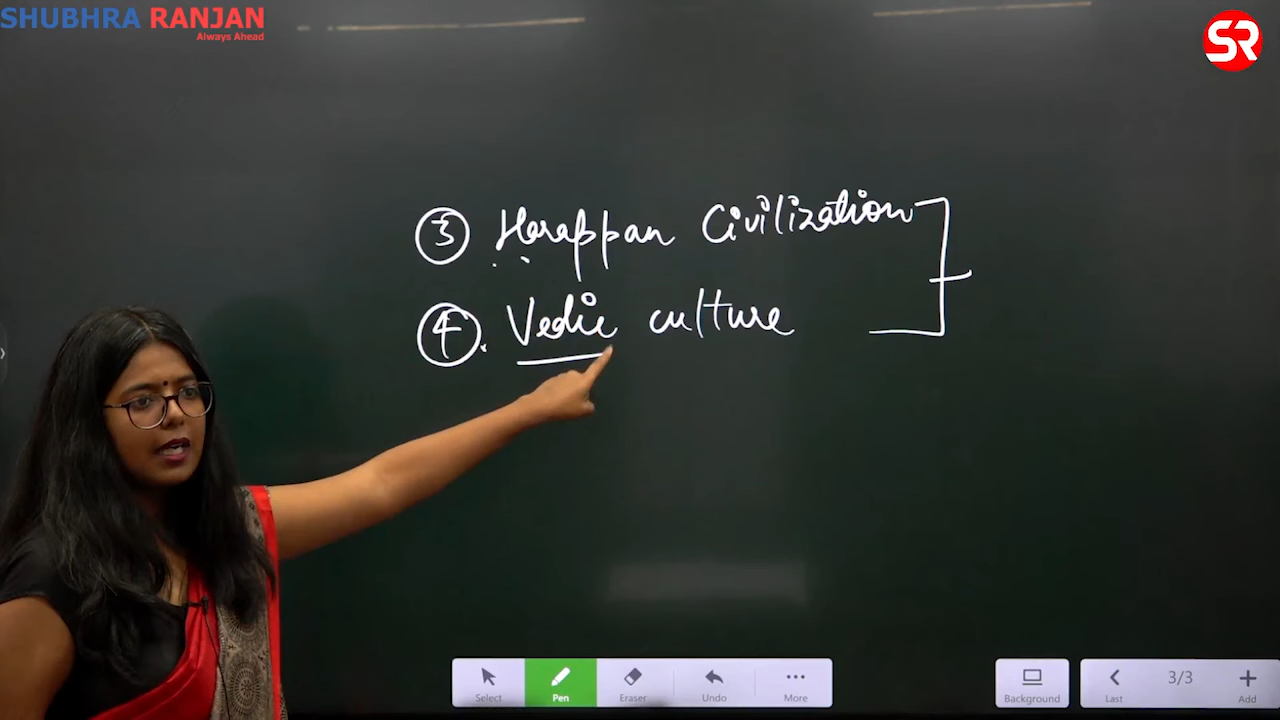 SHUBHRA RANJAN
Always Ahead
SR
③ Harappan Civilization
④. Vedic culture
Select
Pen
Eraser
Undo
More
Background
Last
3/3
Add